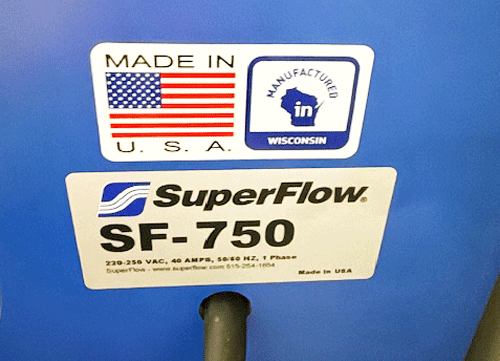 MADE IN
U. S. A.
MANUFACTURED
in
WISCONSIN
SuperFlow®
SF-750
220-250 VAC, 40 AMPS, 50/60 HZ, 1 Phase
SuperFlow - www.superflow.com 515-254-1654
Made in USA